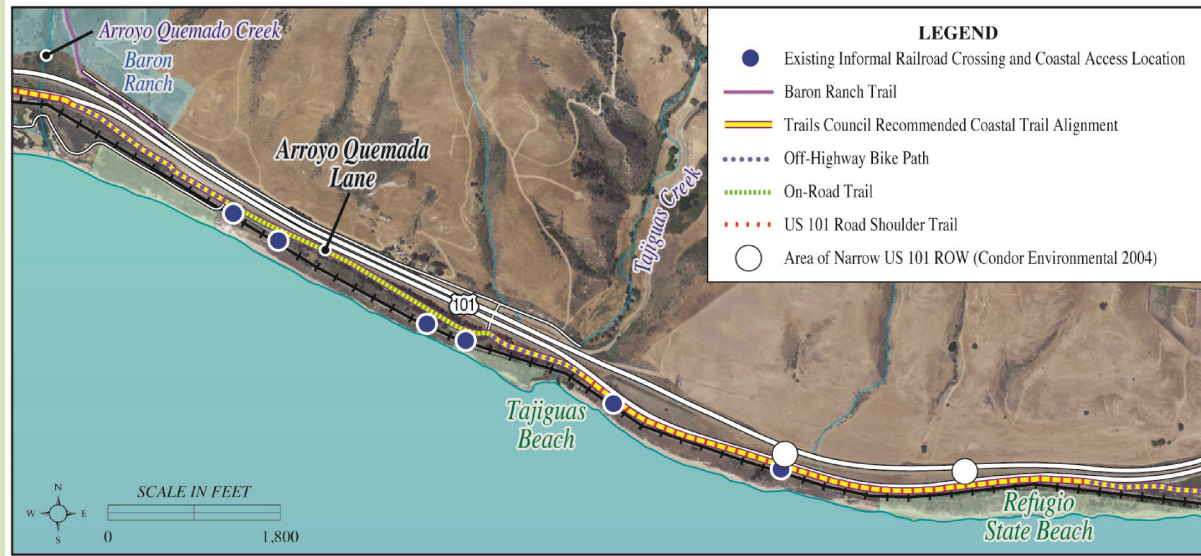 Arroyo Quemado Creek
Baron
Ranch
Arroyo Quemada
Lane
Tajiguas Creek
101
Tajiguas
Beach
Refugio
State Beach
N
W E
S
SCALE IN FEET
0 1,800
LEGEND
Existing Informal Railroad Crossing and Coastal Access Location
Baron Ranch Trail
Trails Council Recommended Coastal Trail Alignment
Off-Highway Bike Path
On-Road Trail
US 101 Road Shoulder Trail
Area of Narrow US 101 ROW (Condor Environmental 2004)